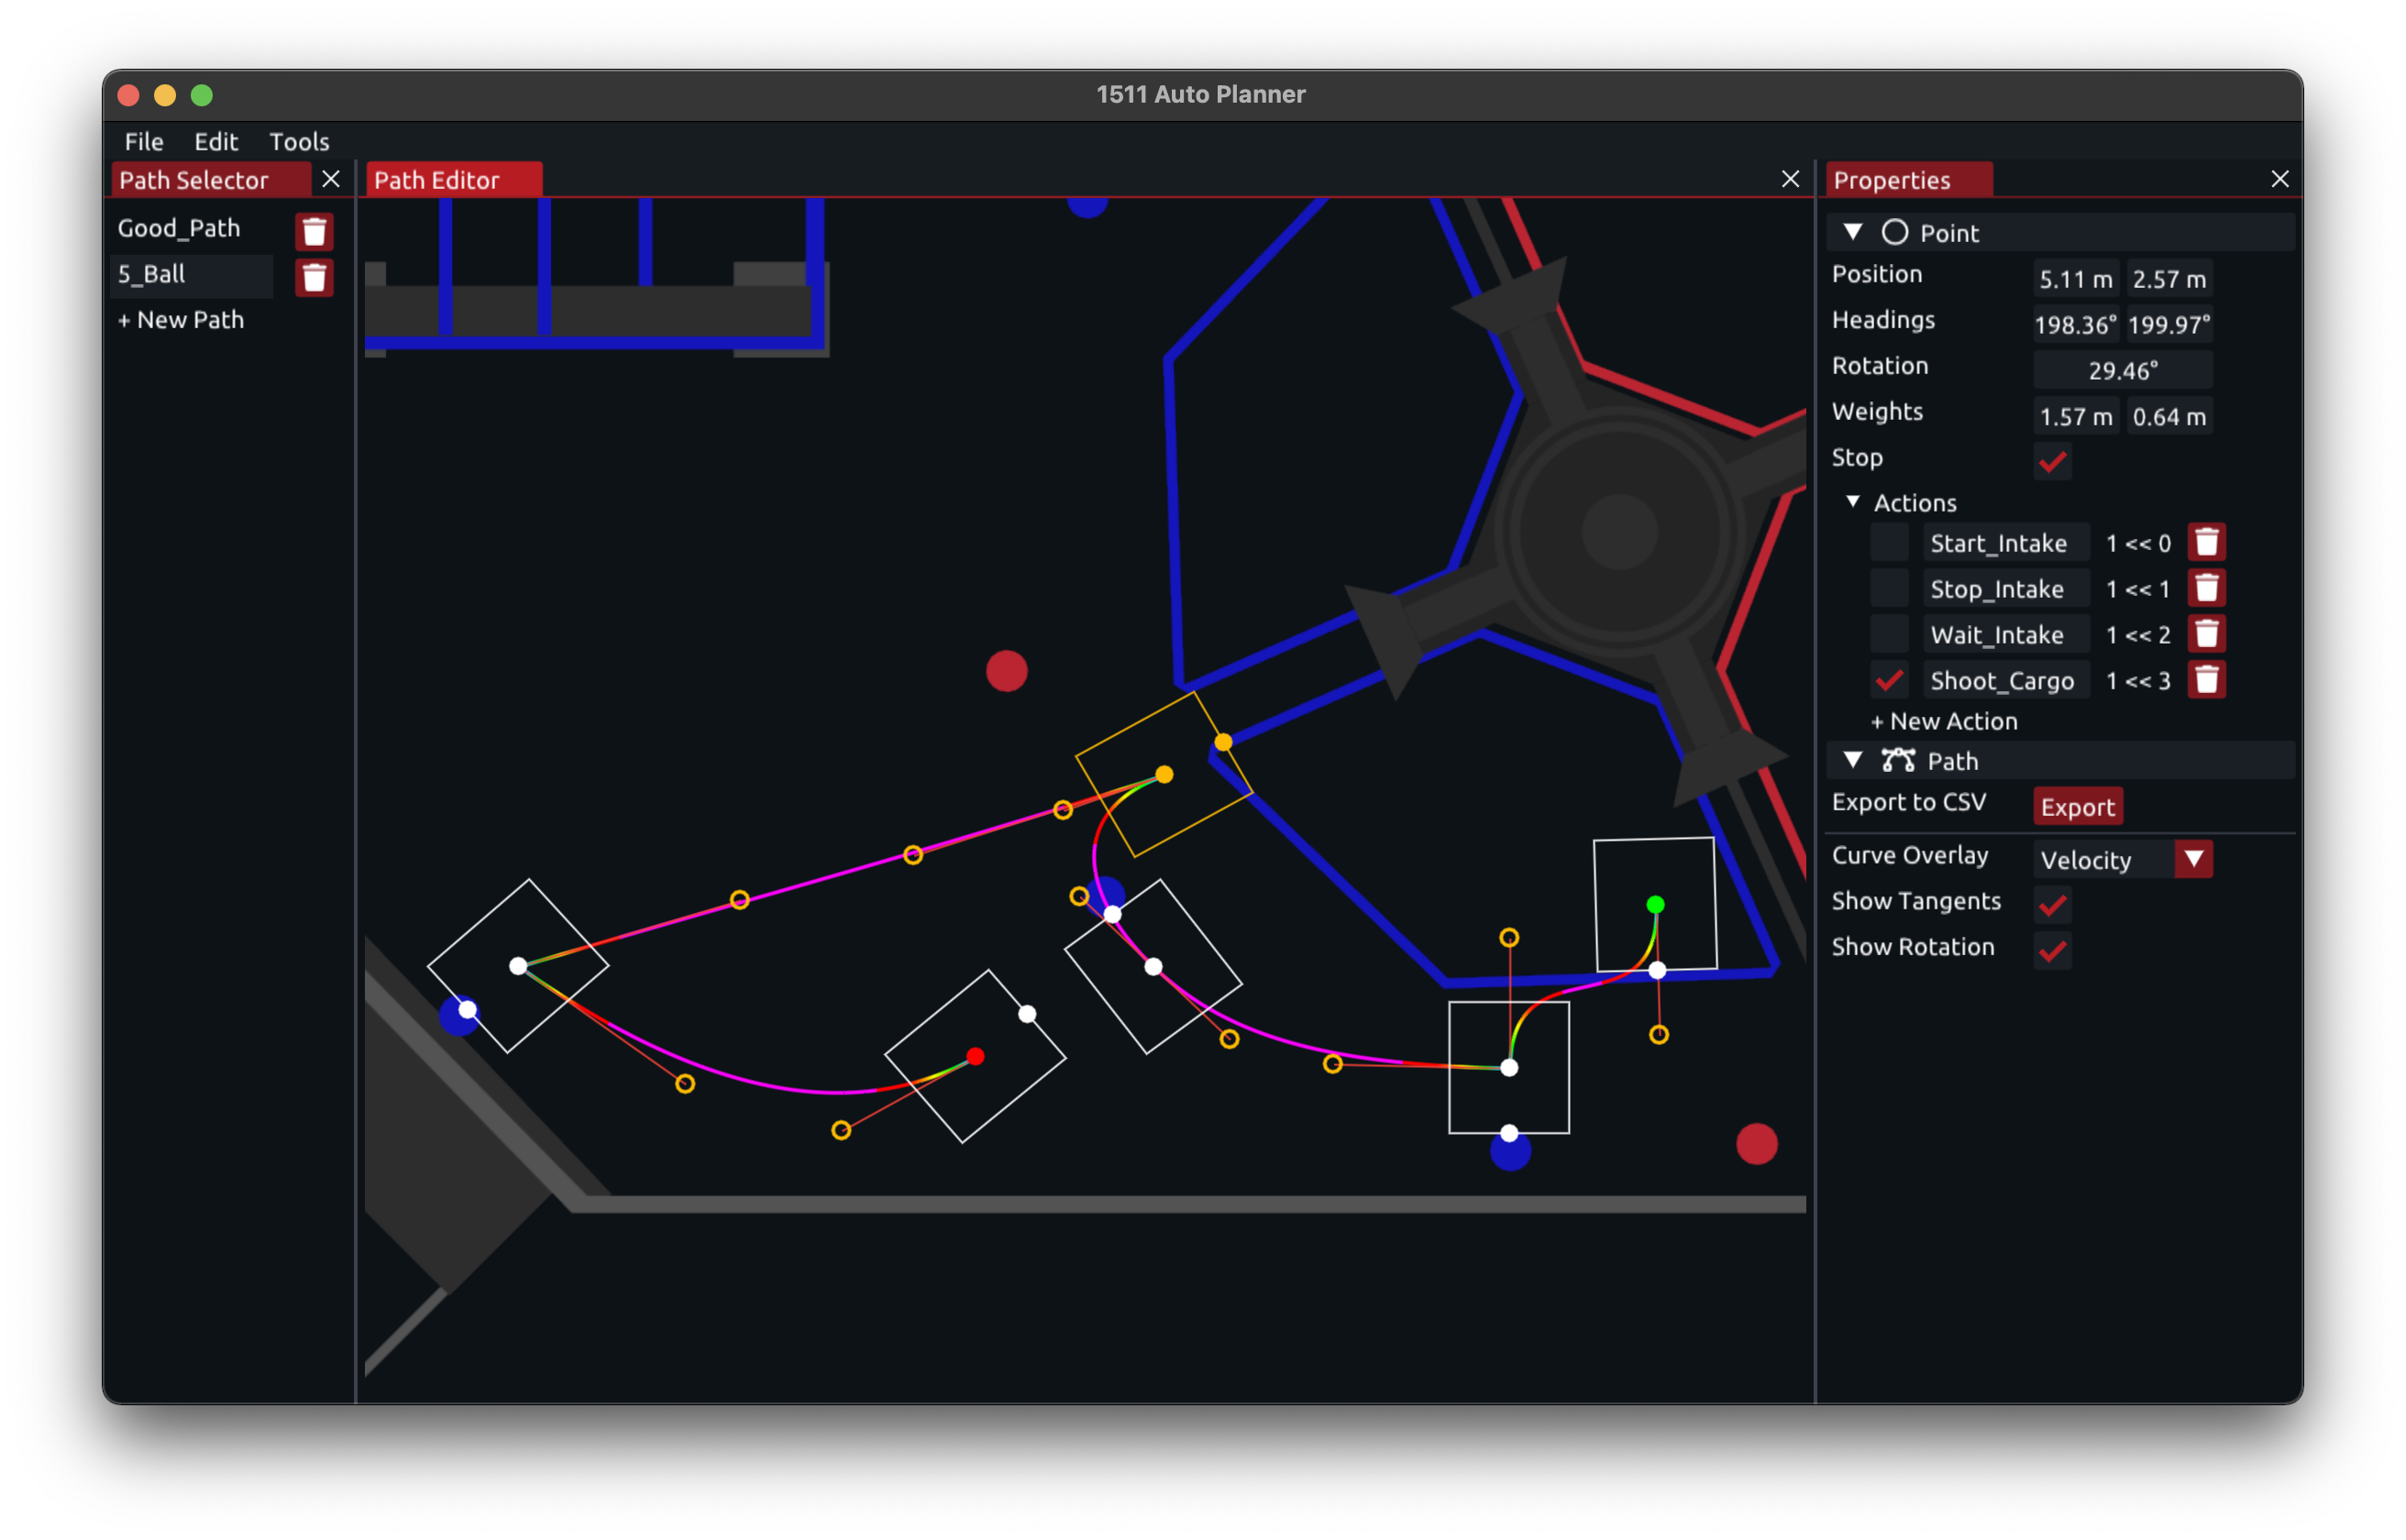 1511 Auto Planner
File Edit Tools
Path Selector
Good_Path
5_Ball
+ New Path
Path Editor
Properties
Point
Position 5.11 m 2.57 m
Headings 198.36° 199.97°
Rotation 29.46°
Weights 1.57 m 0.64 m
Stop
Actions
Start_Intake 1 << 0
Stop_Intake 1 << 1
Wait_Intake 1 << 2
Shoot_Cargo 1 << 3
+ New Action
Path
Export to CSV Export
Curve Overlay Velocity
Show Tangents
Show Rotation